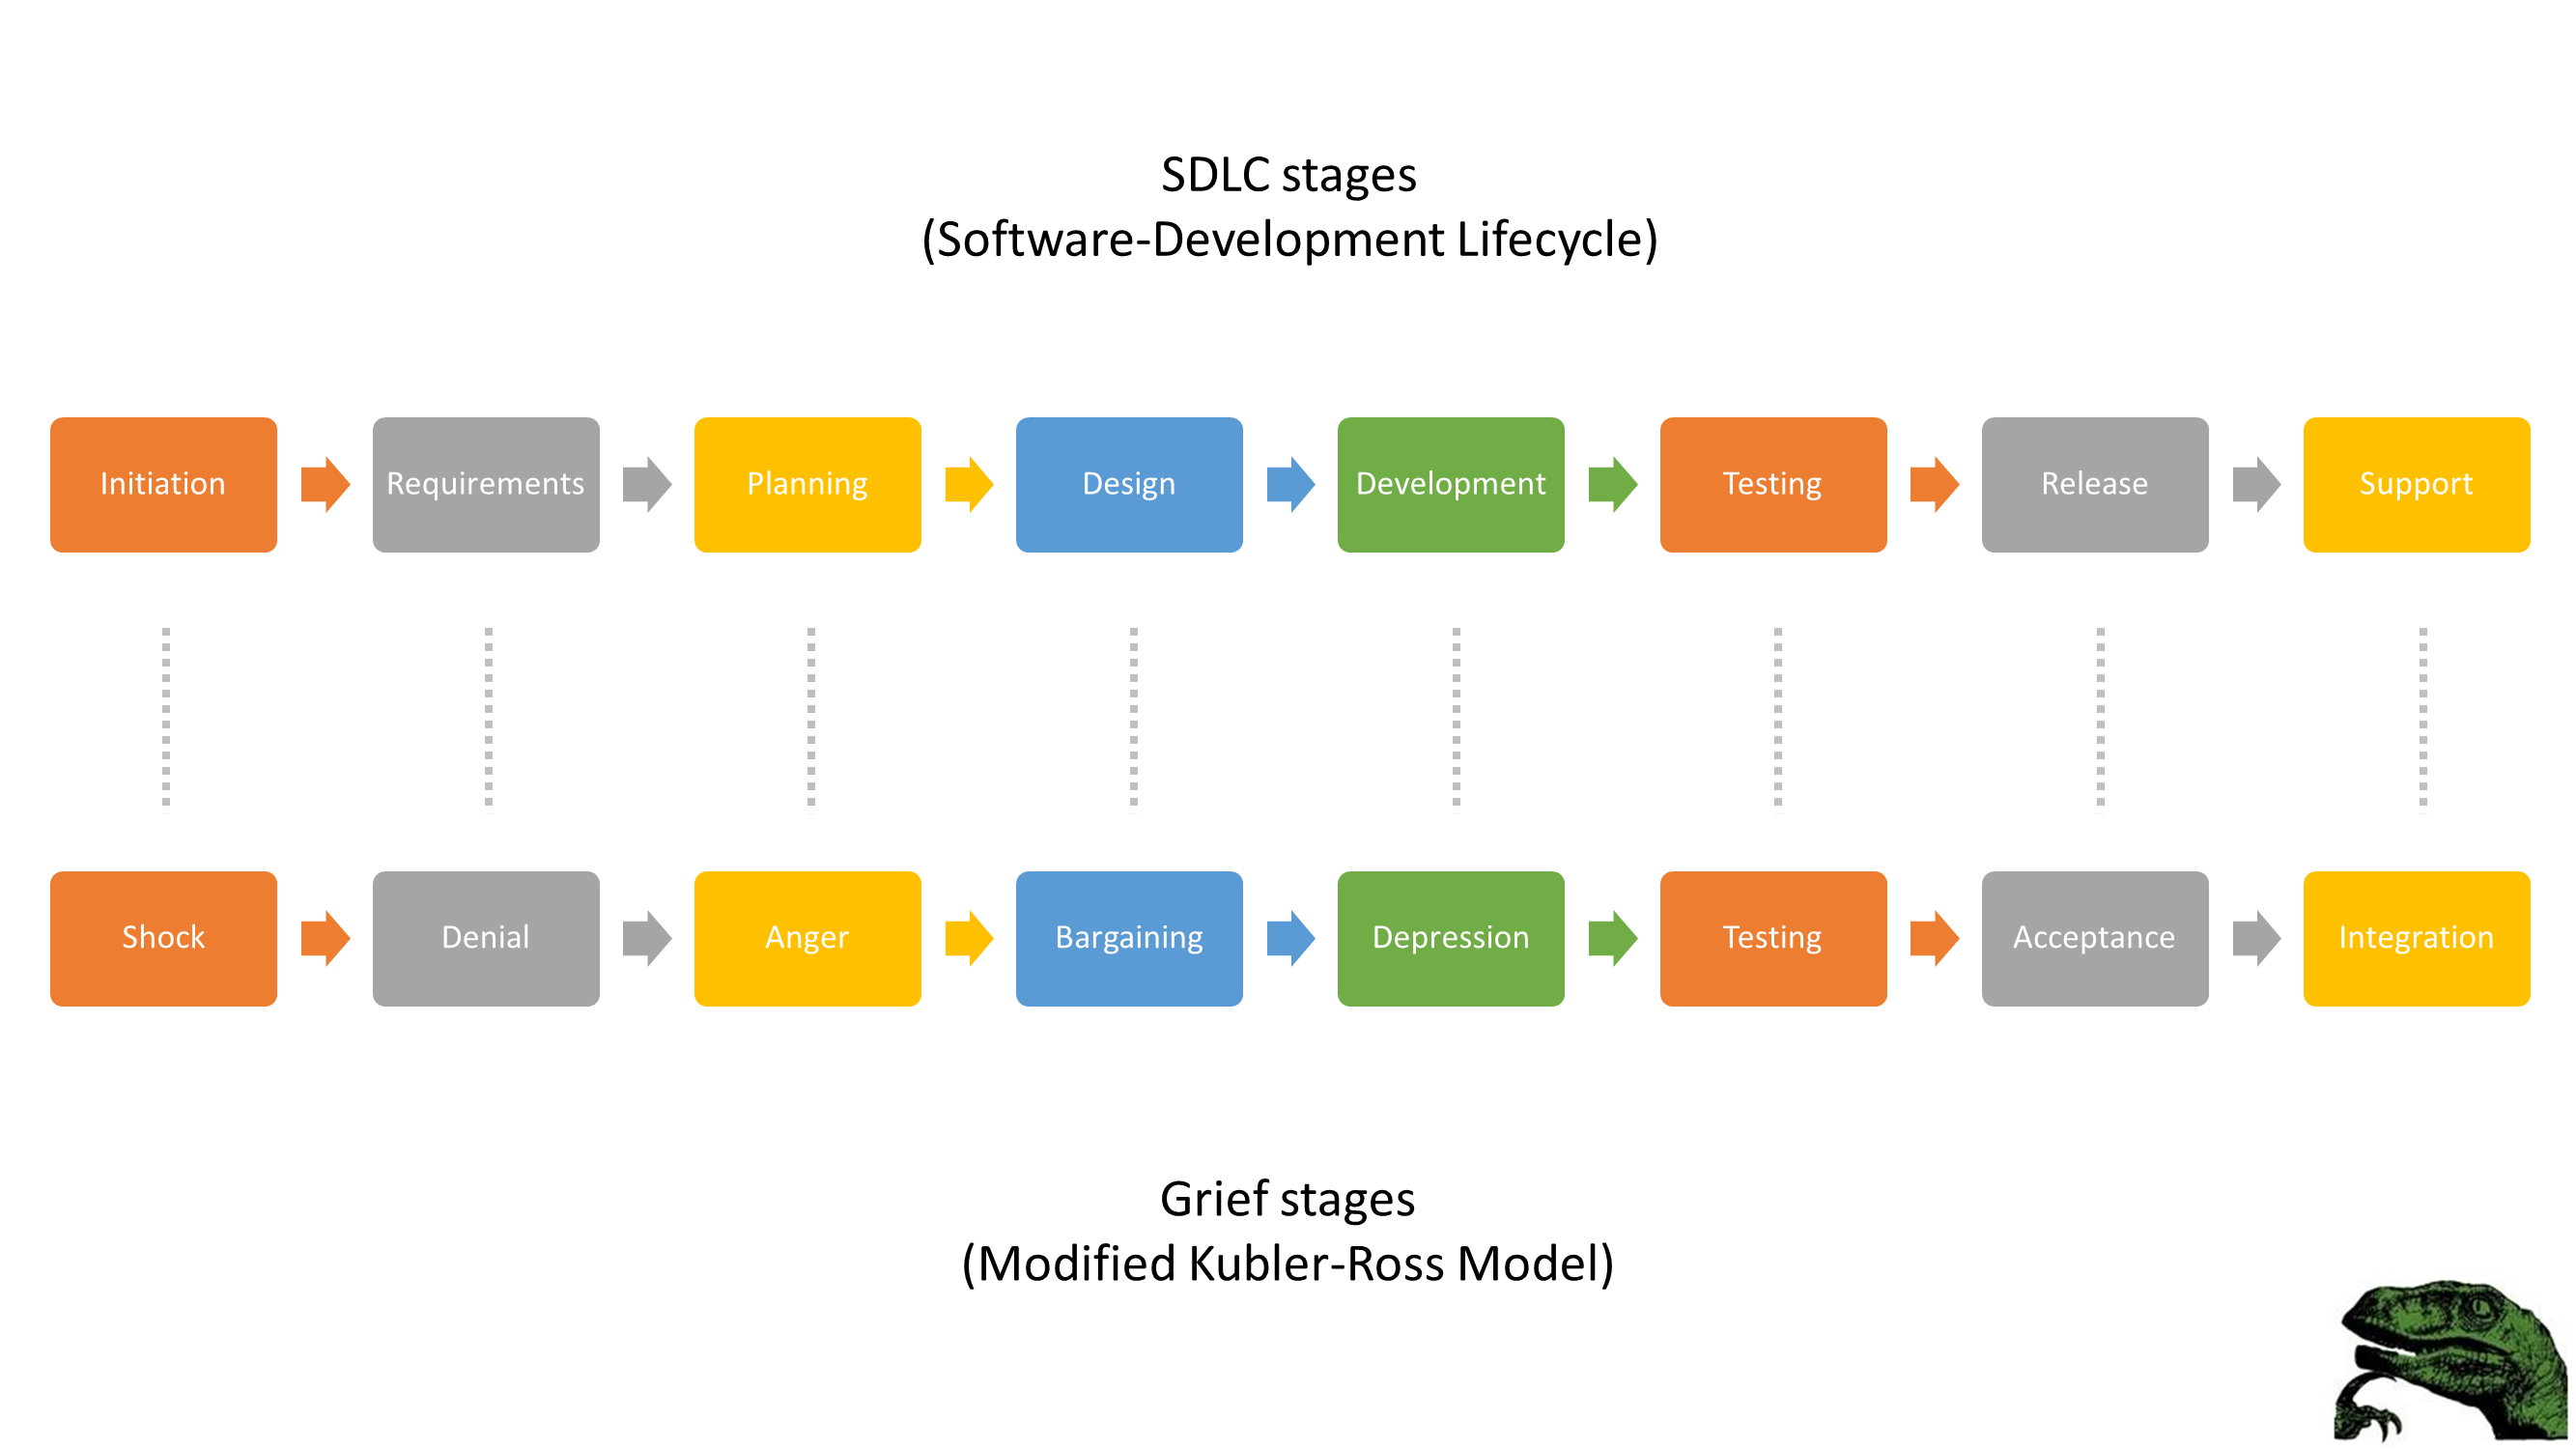 SDLC stages
(Software-Development Lifecycle)
Initiation
Requirements
Planning
Design
Development
Testing
Release
Support
Shock
Denial
Anger
Bargaining
Depression
Testing
Acceptance
Integration
Grief stages
(Modified Kubler-Ross Model)